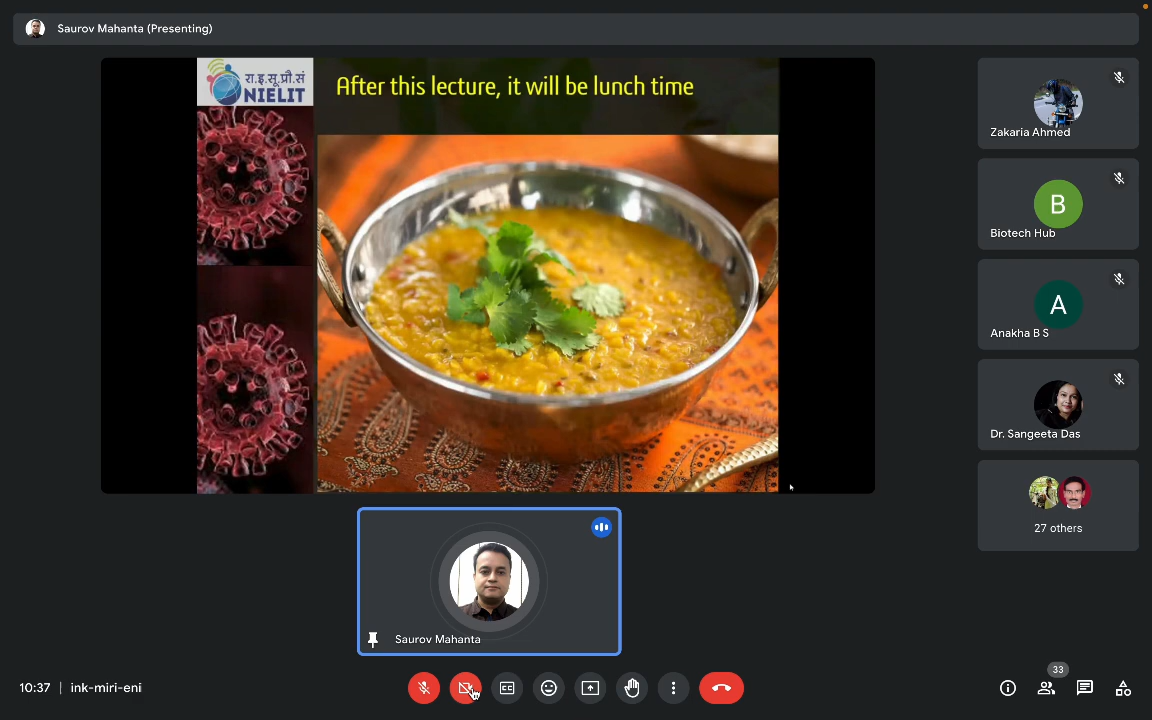 Saurov Mahanta (Presenting)
रा.इ.सू.प्रौ.सं
NIELIT
After this lecture, it will be lunch time
Zakaria Ahmed
B
Biotech Hub
A
Anakha B S
Dr. Sangeeta Das
27 others
Saurov Mahanta
10:37 | ink-miri-eni
CC
33